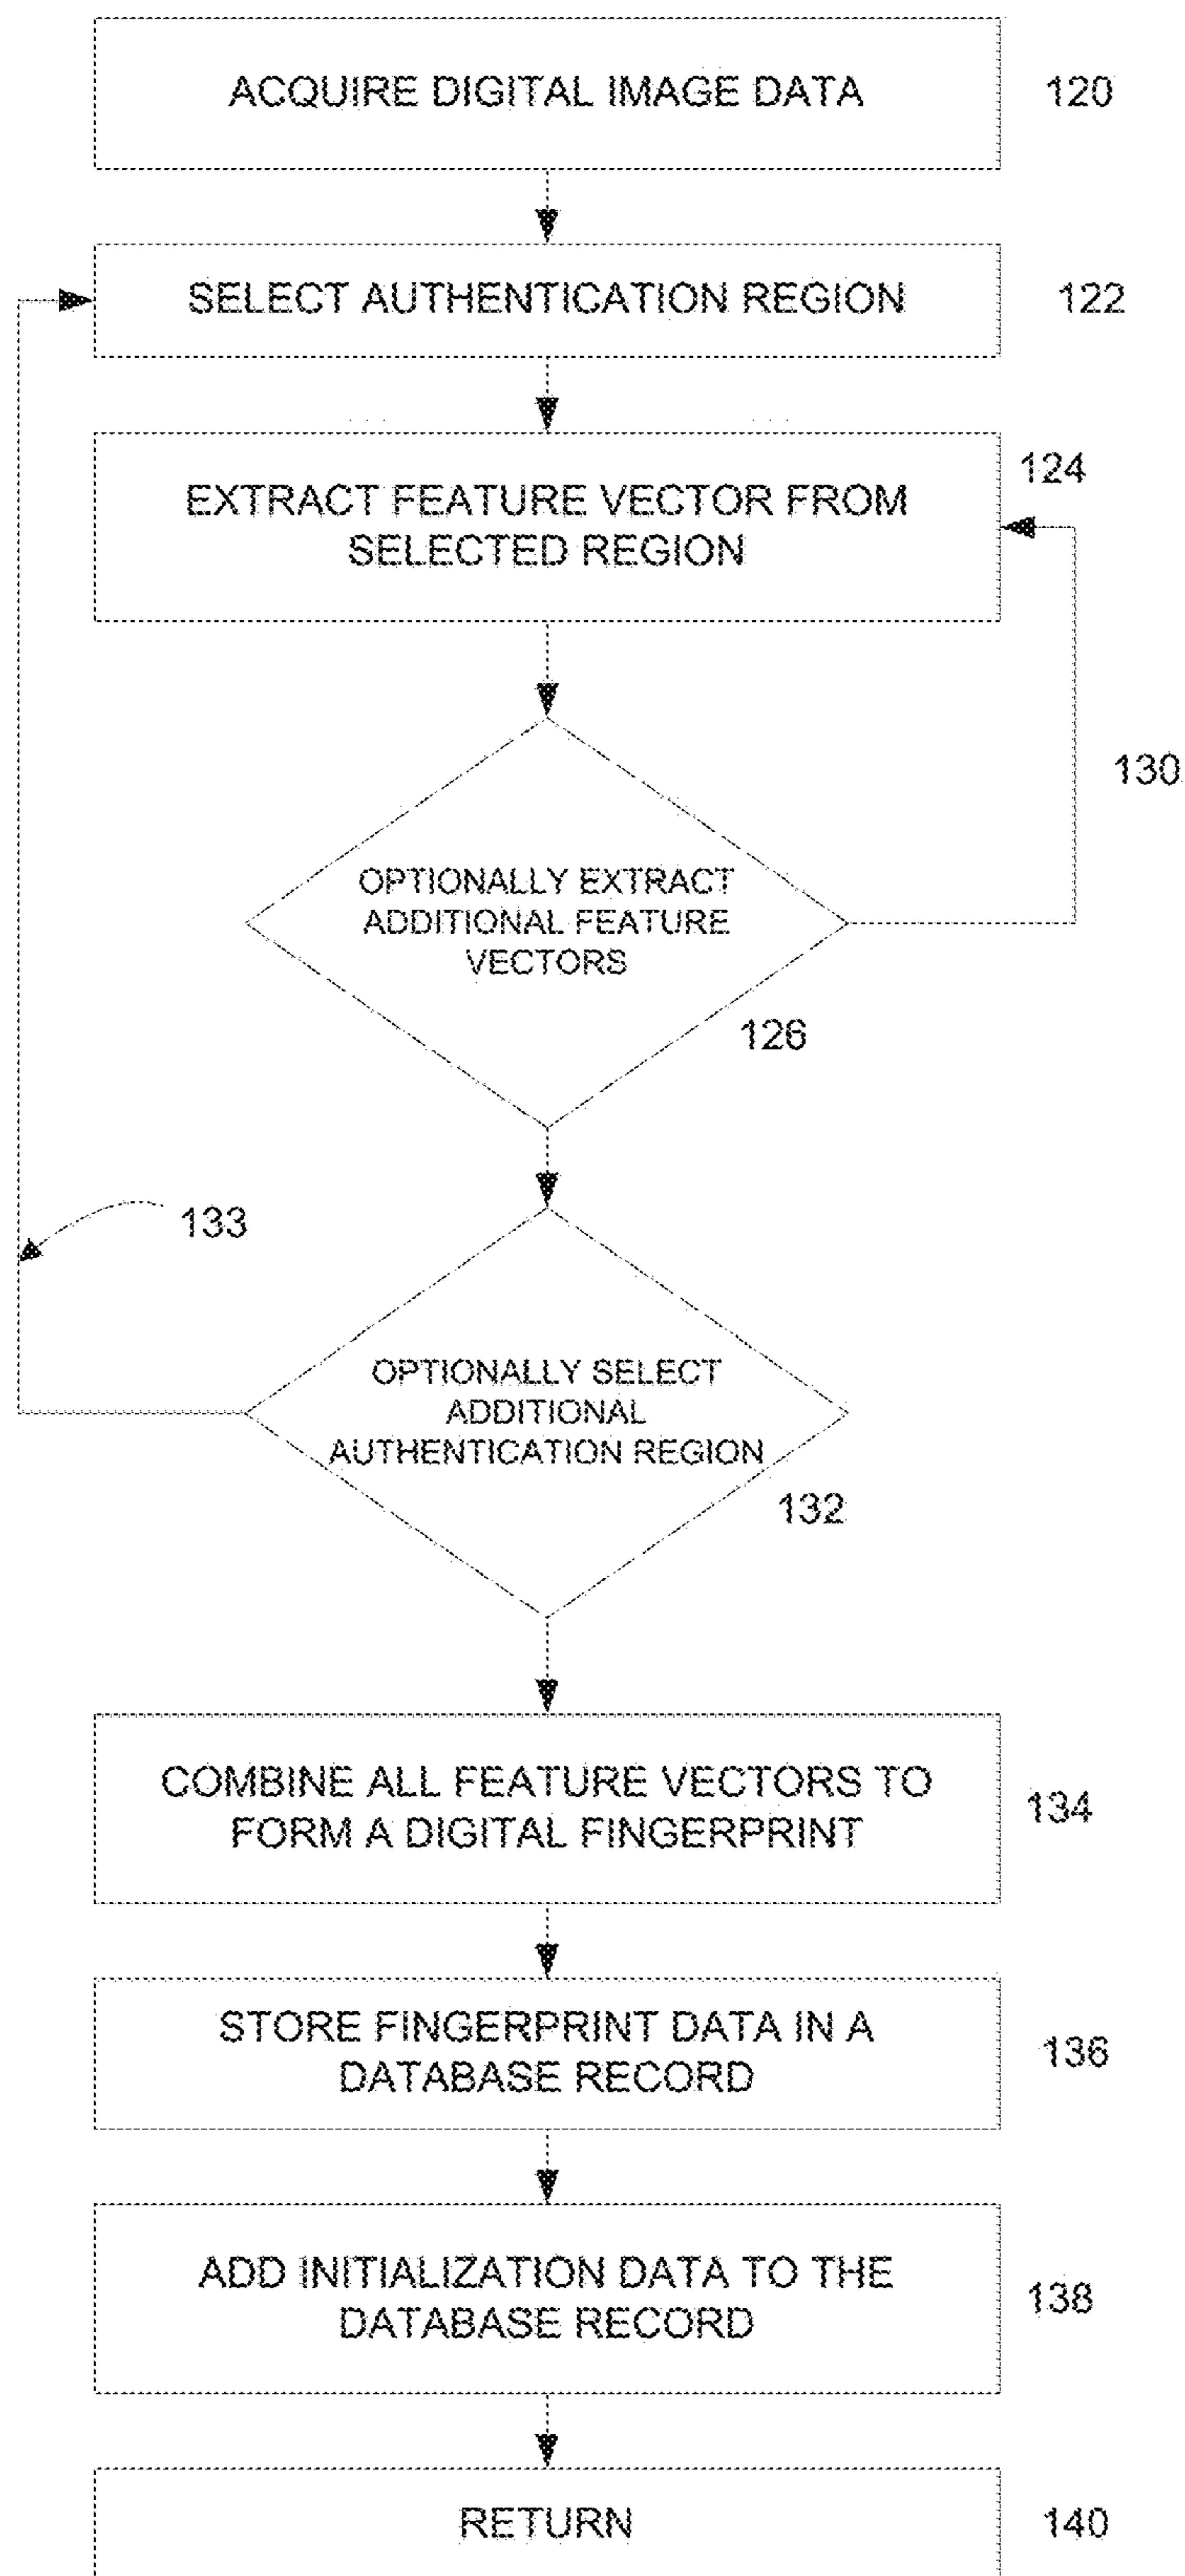 ACQUIRE DIGITAL IMAGE DATA
120
SELECT AUTHENTICATION REGION
122
EXTRACT FEATURE VECTOR FROM
SELECTED REGION
124
130
OPTIONALLY EXTRACT
ADDITIONAL FEATURE
VECTORS
126
133
OPTIONALLY SELECT
ADDITIONAL
AUTHENTICATION REGION
132
COMBINE ALL FEATURE VECTORS TO
FORM A DIGITAL FINGERPRINT
134
STORE FINGERPRINT DATA IN A
DATABASE RECORD
136
ADD INITIALIZATION DATA TO THE
DATABASE RECORD
138
RETURN
140